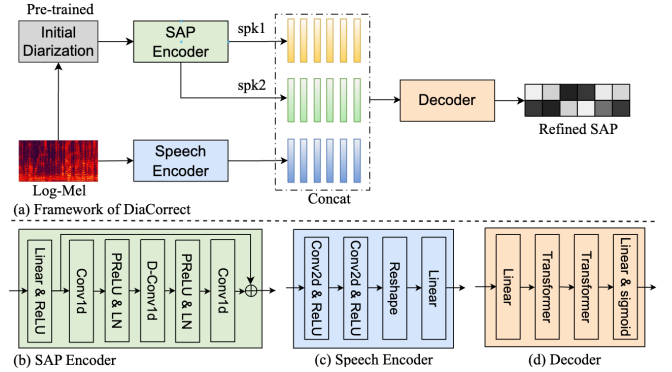 Pre-trained
Initial
Diarization
SAP
Encoder
spk1
spk2
Decoder
Refined SAP
Speech
Encoder
Log-Mel
Concat
(a) Framework of DiaCorrect
Linear & ReLU
Conv1d
PReLU & LN
D-Conv1d
PReLU & LN
Conv1d
(b) SAP Encoder
Conv2d & ReLU
Conv2d & ReLU
Reshape
Linear
(c) Speech Encoder
Linear
Transformer
Transformer
Linear & sigmoid
(d) Decoder